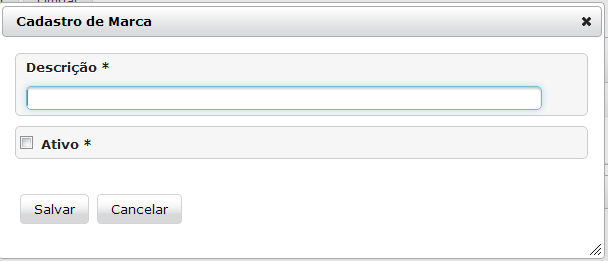 Cadastro de Marca
Descrição *
Ativo *
Salvar Cancelar